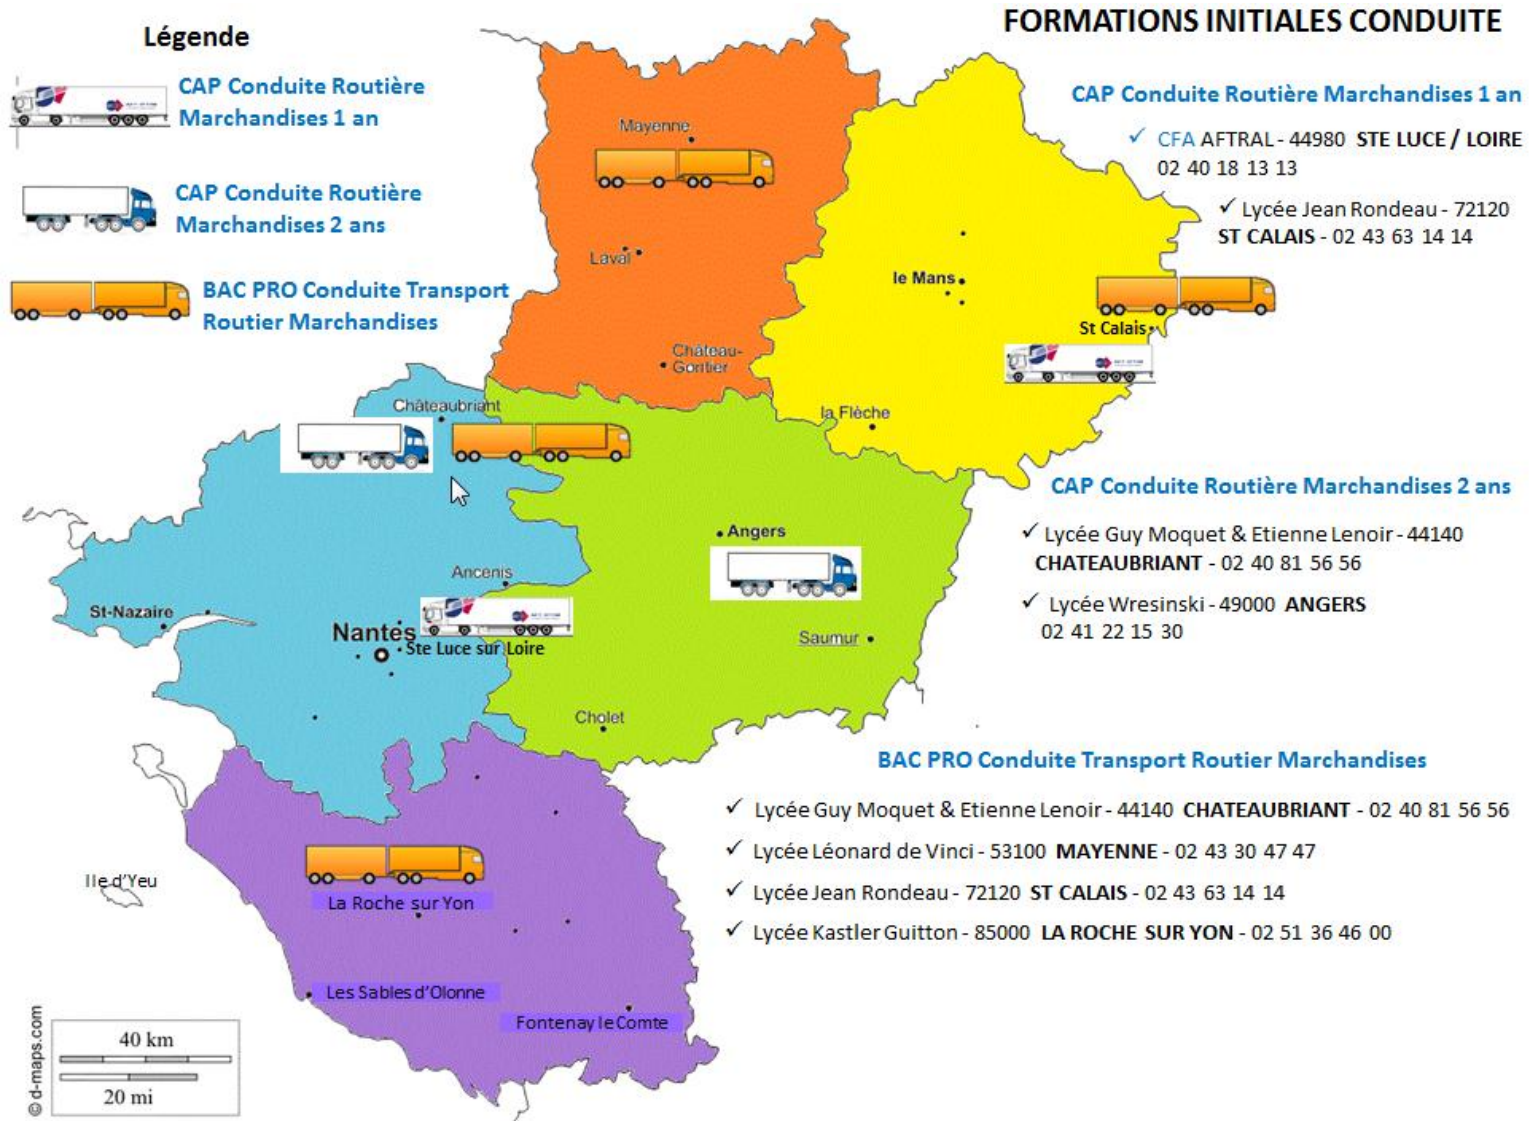 FORMATIONS INITIALES CONDUITE
Légende
CAP Conduite Routière
Marchandises 1 an
CAP Conduite Routière
Marchandises 2 ans
BAC PRO Conduite Transport
Routier Marchandises
CAP Conduite Routière Marchandises 1 an
✓ CFA AFTRAL - 44980 STE LUCE / LOIRE
02 40 18 13 13
✓ Lycée Jean Rondeau - 72120
ST CALAIS - 02 43 63 14 14
Mayenne
Laval
Château-
Gontier
le Mans
St Calais
la Flèche
Châteaubriant
Angers
Ancenis
St-Nazaire
Nantes
Ste Luce sur Loire
Saumur
Cholet
CAP Conduite Routière Marchandises 2 ans
✓ Lycée Guy Moquet & Etienne Lenoir - 44140
CHATEAUBRIANT - 02 40 81 56 56
✓ Lycée Wresinski - 49000 ANGERS
02 41 22 15 30
BAC PRO Conduite Transport Routier Marchandises
✓ Lycée Guy Moquet & Etienne Lenoir - 44140 CHATEAUBRIANT - 02 40 81 56 56
✓ Lycée Léonard de Vinci - 53100 MAYENNE - 02 43 30 47 47
✓ Lycée Jean Rondeau - 72120 ST CALAIS - 02 43 63 14 14
✓ Lycée Kastler Guitton - 85000 LA ROCHE SUR YON - 02 51 36 46 00
Ile d'Yeu
La Roche sur Yon
Les Sables d'Olonne
Fontenay le Comte
© d-maps.com
40 km
20 mi